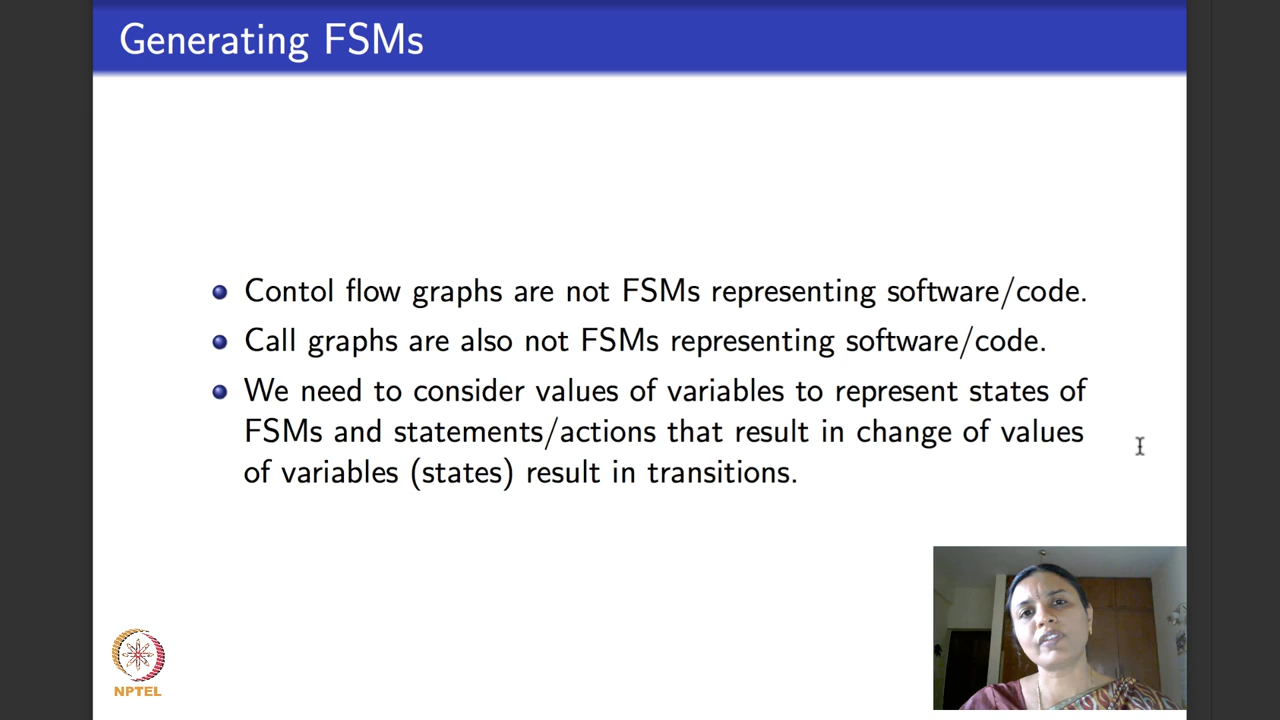 Generating FSMs
Contol flow graphs are not FSMs representing software/code.
Call graphs are also not FSMs representing software/code.
We need to consider values of variables to represent states of
FSMs and statements/actions that result in change of values
of variables (states) result in transitions.
NPTEL